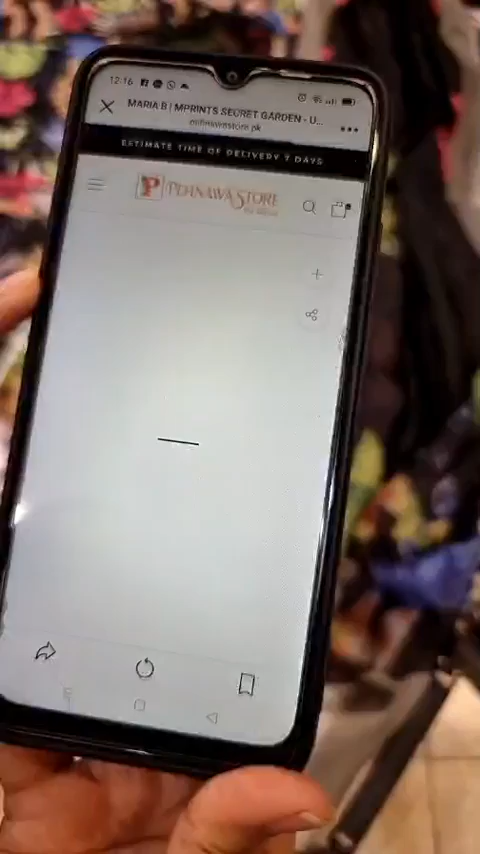 12:16
MARIA B | MPRINTS SECRET GARDEN - U...
pehnawastore.pk
ESTIMATE TIME OF DELIVERY 7 DAYS
P PEHNAWA STORE